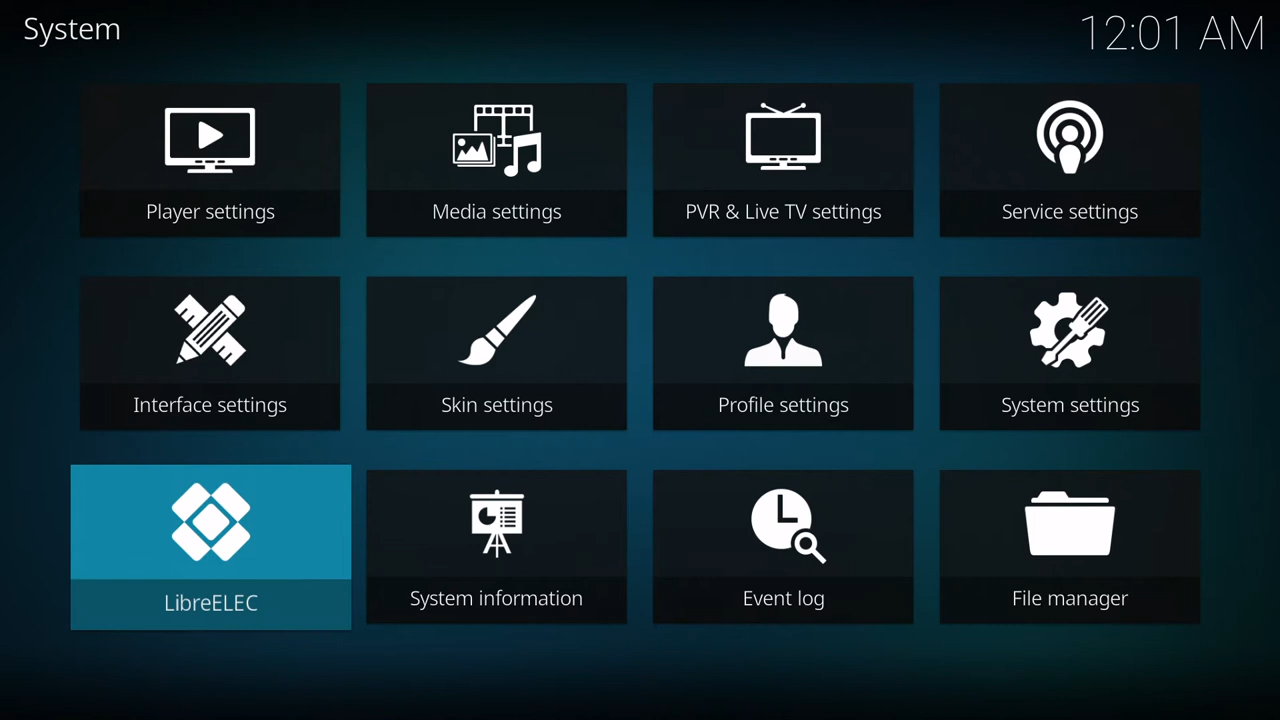 System
12:01 AM
Player settings
Media settings
PVR & Live TV settings
Service settings
Interface settings
Skin settings
Profile settings
System settings
LibreELEC
System information
Event log
File manager